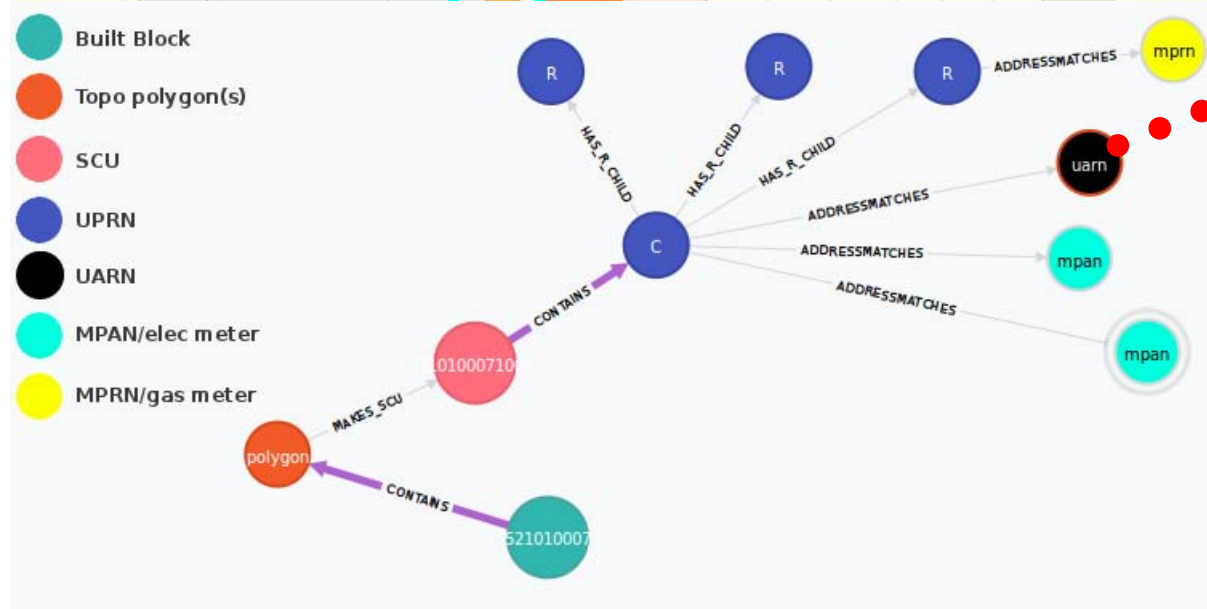 Built Block
Topo polygon(s)
SCU
UPRN
UARN
MPAN/elec meter
MPRN/gas meter
R
R
R
ADDRESSMATCHES
mprn
HAS_R_CHILD
HAS_R_CHILD
HAS_R_CHILD
uarn
ADDRESSMATCHES
C
ADDRESSMATCHES
mpan
ADDRESSMATCHES
mpan
CONTAINS
MAKES_SCU
polygon
CONTAINS
521010007